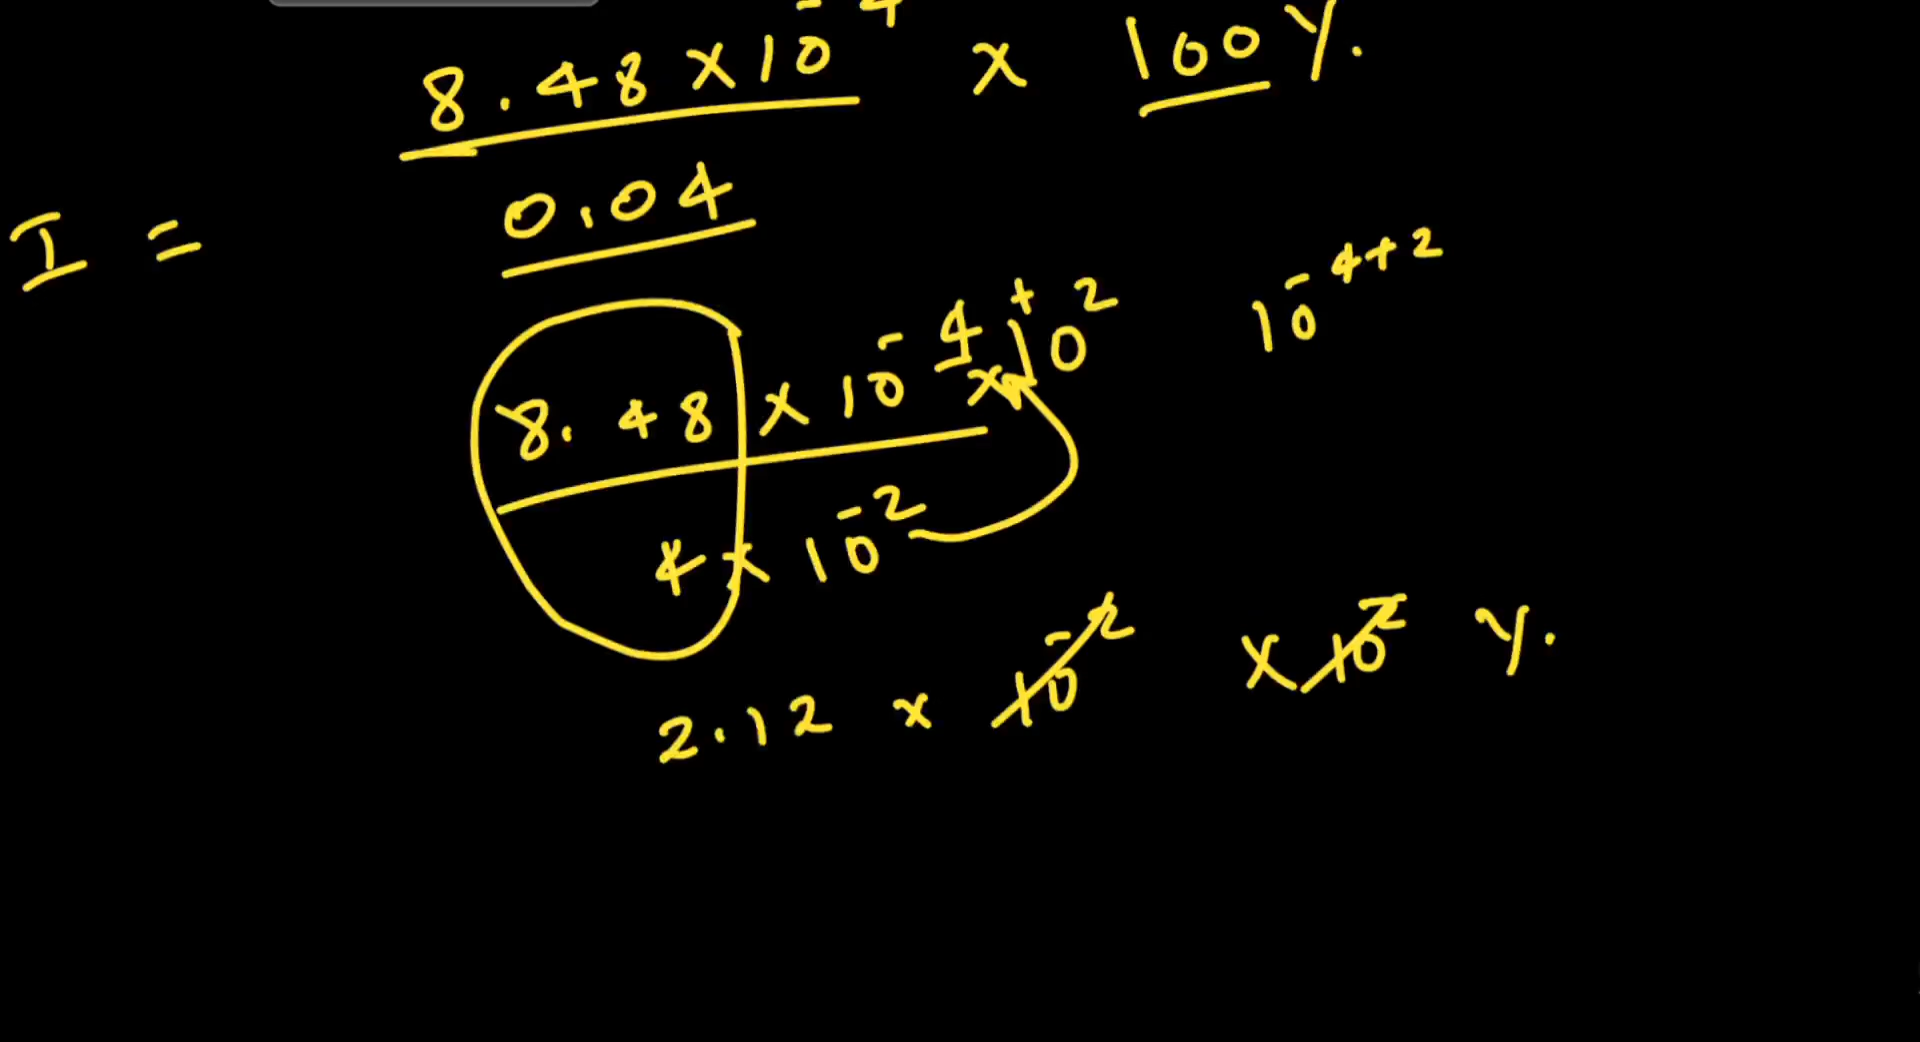 8.48 × 10⁻⁴ × 100 %.
0.04
I =
8.48 × 10⁻⁴⁺ × 10² 10⁻⁴⁺²
4 × 10⁻²
2.12 × 10⁻² × 10² %.